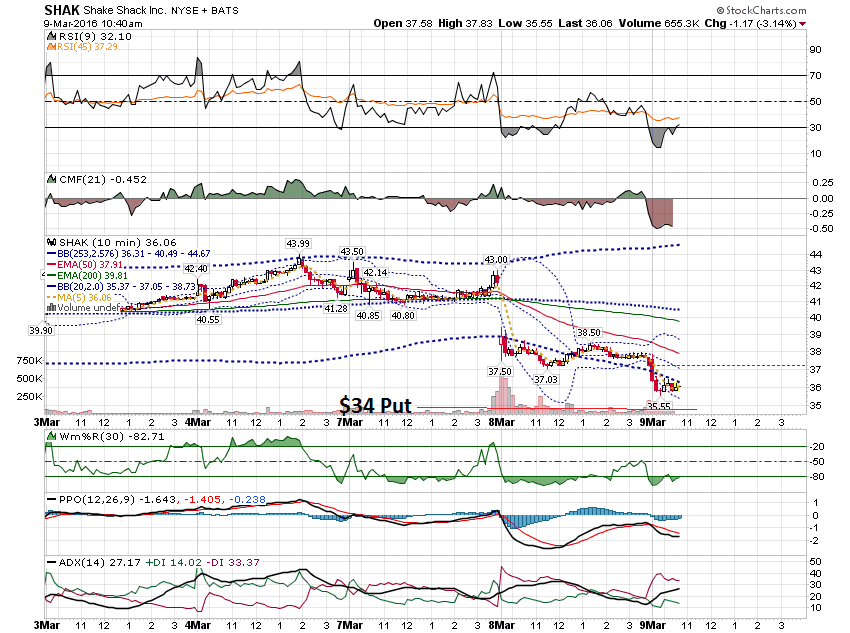 SHAK Shake Shack Inc. NYSE + BATS © StockCharts.com
9-Mar-2016 10:40am Open 37.58 High 37.83 Low 35.55 Last 36.06 Volume 655.3K Chg -1.17 (-3.14%)
RSI(9) 32.10
RSI(45) 37.29
90
70
50
30
10
CMF(21) -0.452
0.25
0.00
-0.25
-0.50
SHAK (10 min) 36.06
BB(253,2.576) 36.31 - 40.49 - 44.67
EMA(50) 37.91
EMA(200) 39.81
BB(20,2.0) 35.37 - 37.05 - 38.73
MA(5) 36.06
Volume undef
44
43
42
41
40
39
38
37
36
35
43.99
43.50
43.00
42.40
42.14
41.28
40.55
40.85
40.80
39.90
38.50
37.50
37.03
35.55
750K
500K
250K
$34 Put
3Mar 11 12 1 2 3 4Mar 11 12 1 2 7Mar 11 12 1 2 3 8Mar 11 12 1 2 3 9Mar 11 12 1 2 3
Wm%R(30) -82.71
-20
-50
-80
PPO(12,26,9) -1.643, -1.405, -0.238
1
0
-1
-2
ADX(14) 27.17 +DI 14.02 -DI 33.37
50
40
30
20
10
3Mar 11 12 1 2 3 4Mar 11 12 1 2 7Mar 11 12 1 2 3 8Mar 11 12 1 2 3 9Mar 11 12 1 2 3